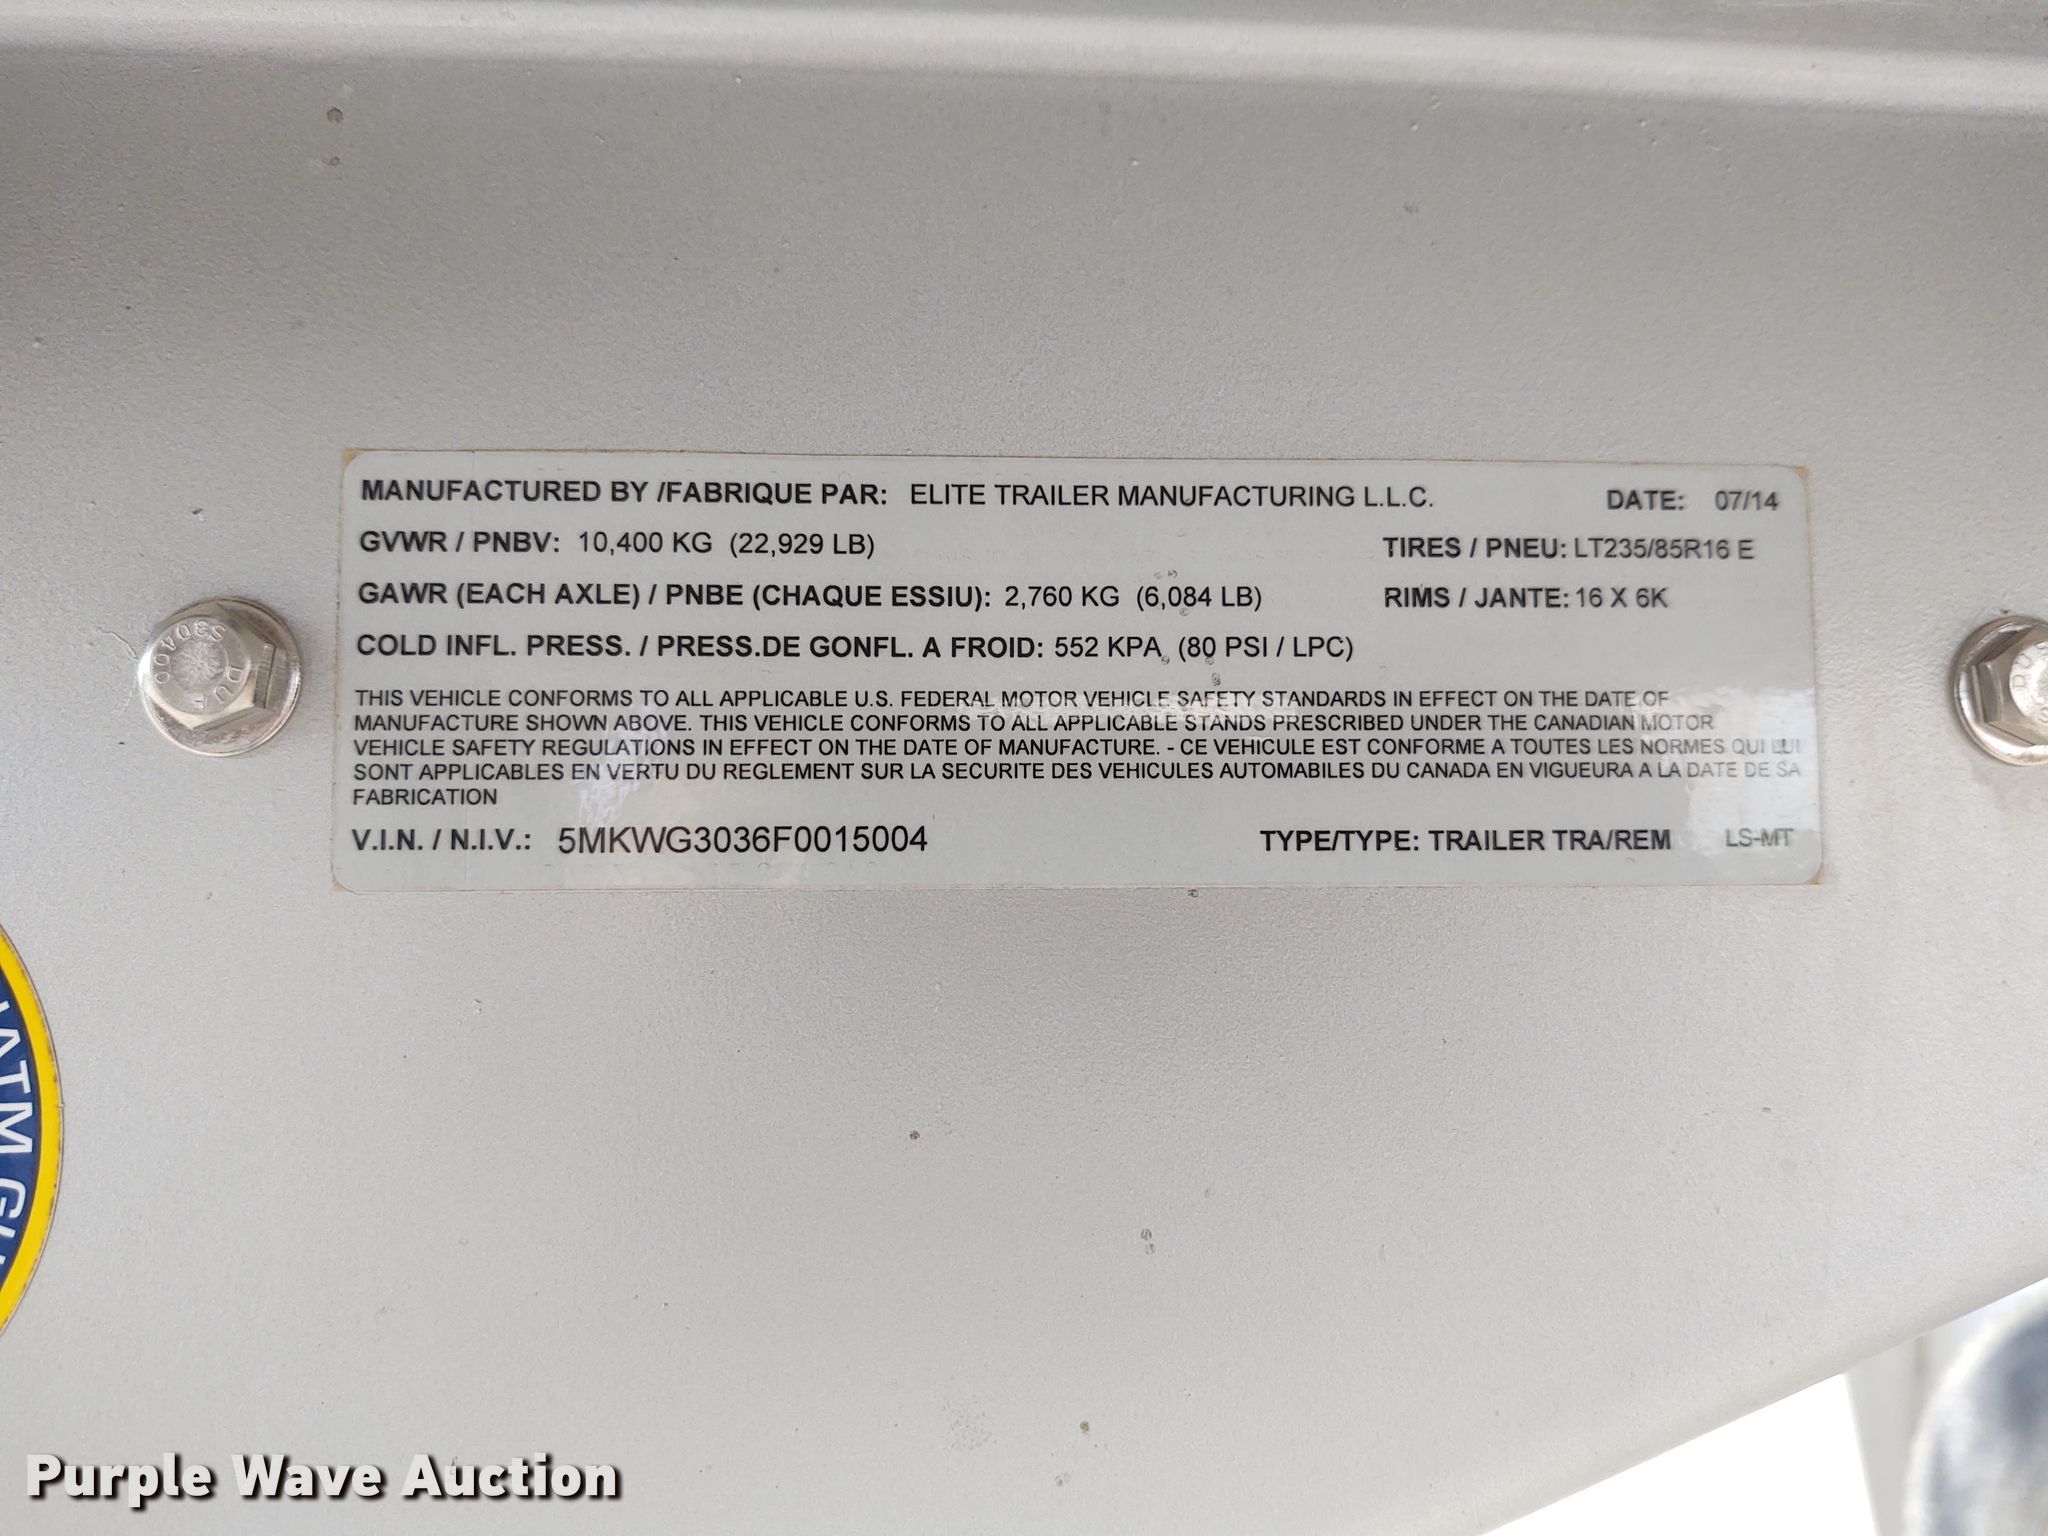 MANUFACTURED BY /FABRIQUE PAR: ELITE TRAILER MANUFACTURING L.L.C. DATE: 07/14
GVWR / PNBV: 10,400 KG (22,929 LB) TIRES / PNEU: LT235/85R16 E
GAWR (EACH AXLE) / PNBE (CHAQUE ESSIU): 2,760 KG (6,084 LB) RIMS / JANTE: 16 X 6K
COLD INFL. PRESS. / PRESS.DE GONFL. A FROID: 552 KPA (80 PSI / LPC)
THIS VEHICLE CONFORMS TO ALL APPLICABLE U.S. FEDERAL MOTOR VEHICLE SAFETY STANDARDS IN EFFECT ON THE DATE OF
MANUFACTURE SHOWN ABOVE. THIS VEHICLE CONFORMS TO ALL APPLICABLE STANDS PRESCRIBED UNDER THE CANADIAN MOTOR
VEHICLE SAFETY REGULATIONS IN EFFECT ON THE DATE OF MANUFACTURE. - CE VEHICULE EST CONFORME A TOUTES LES NORMES QUI LUI
SONT APPLICABLES EN VERTU DU REGLEMENT SUR LA SECURITE DES VEHICULES AUTOMABILES DU CANADA EN VIGUEURA A LA DATE DE SA
FABRICATION
V.I.N. / N.I.V.: 5MKWG3036F0015004 TYPE/TYPE: TRAILER TRA/REM LS-MT
S30400
DUF
Purple Wave Auction